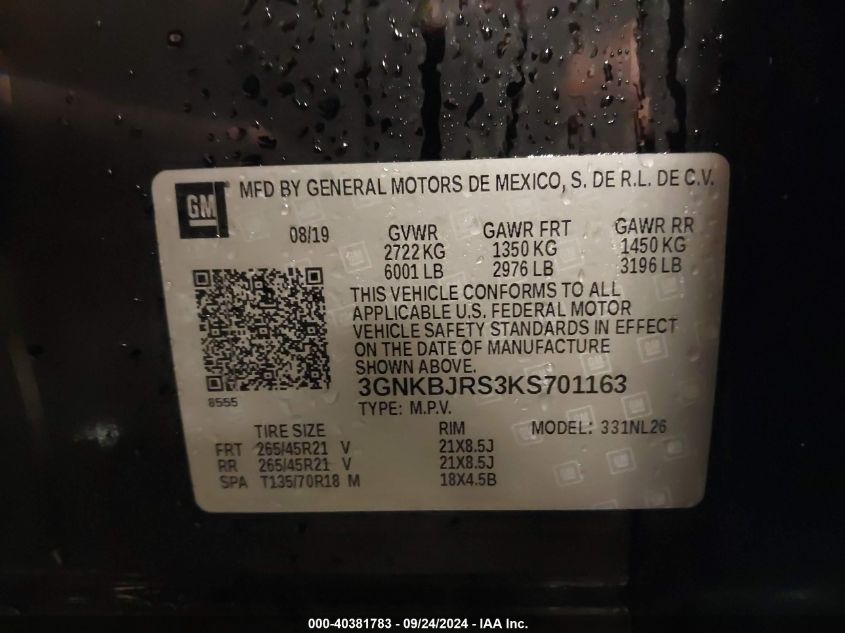 GM ® MFD BY GENERAL MOTORS DE MEXICO, S. DE R.L. DE C.V.
08/19 GVWR GAWR FRT GAWR RR
2722 KG 1350 KG 1450 KG
6001 LB 2976 LB 3196 LB
THIS VEHICLE CONFORMS TO ALL
APPLICABLE U.S. FEDERAL MOTOR
VEHICLE SAFETY STANDARDS IN EFFECT
ON THE DATE OF MANUFACTURE
SHOWN ABOVE.
8555
3GNKBJRS3KS701163
TYPE: M.P.V.
TIRE SIZE RIM MODEL: 331NL26
FRT 265/45R21 V 21X8.5J
RR 265/45R21 V 21X8.5J
SPA T135/70R18 M 18X4.5B
000-40381783 - 09/24/2024 - IAA Inc.